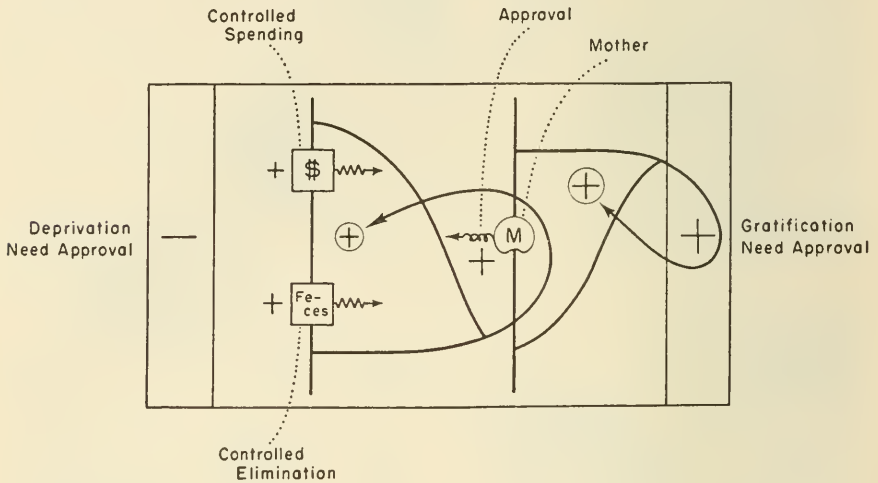 Controlled
Spending
Approval
Mother
+ $
Deprivation
Need Approval
−
+
+
M
+
+
Gratification
Need Approval
+ Fe-
ces
Controlled
Elimination